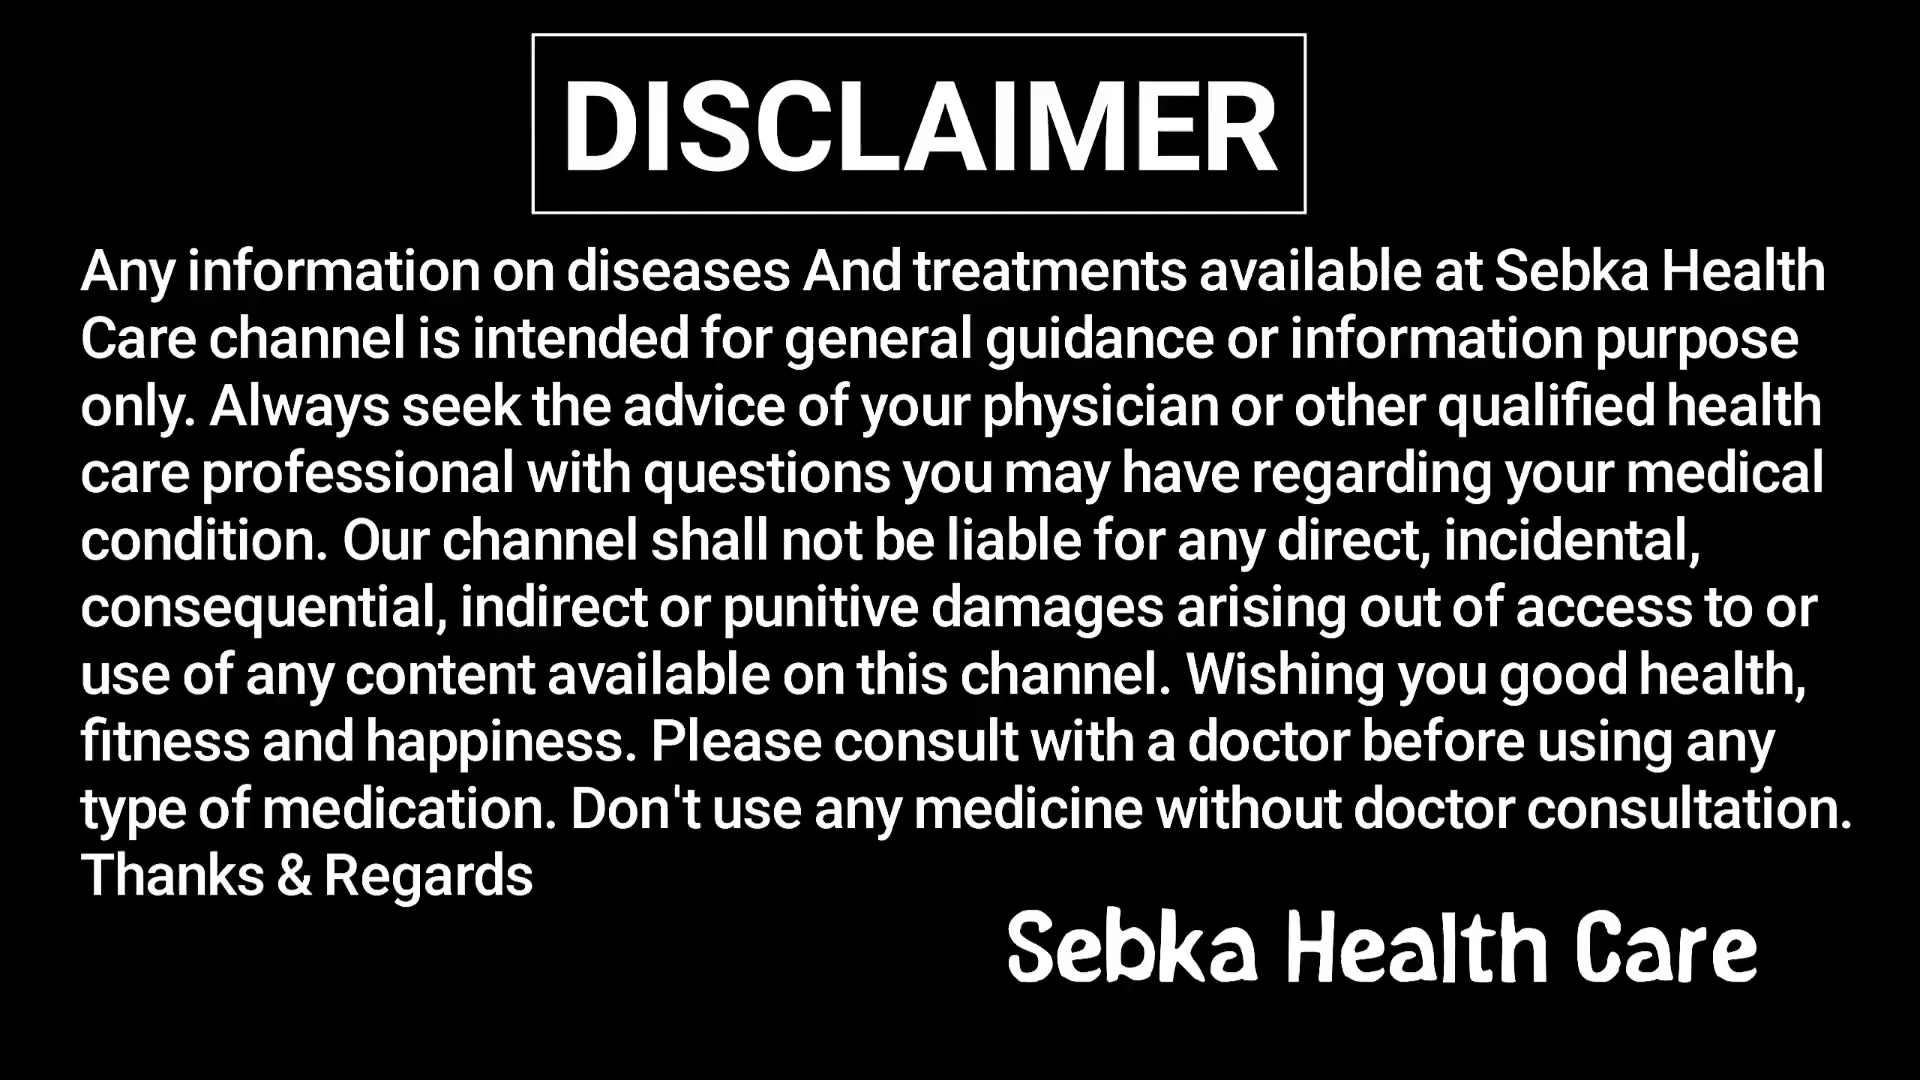 DISCLAIMER
Any information on diseases And treatments available at Sebka Health
Care channel is intended for general guidance or information purpose
only. Always seek the advice of your physician or other qualified health
care professional with questions you may have regarding your medical
condition. Our channel shall not be liable for any direct, incidental,
consequential, indirect or punitive damages arising out of access to or
use of any content available on this channel. Wishing you good health,
fitness and happiness. Please consult with a doctor before using any
type of medication. Don't use any medicine without doctor consultation.
Thanks & Regards
Sebka Health Care